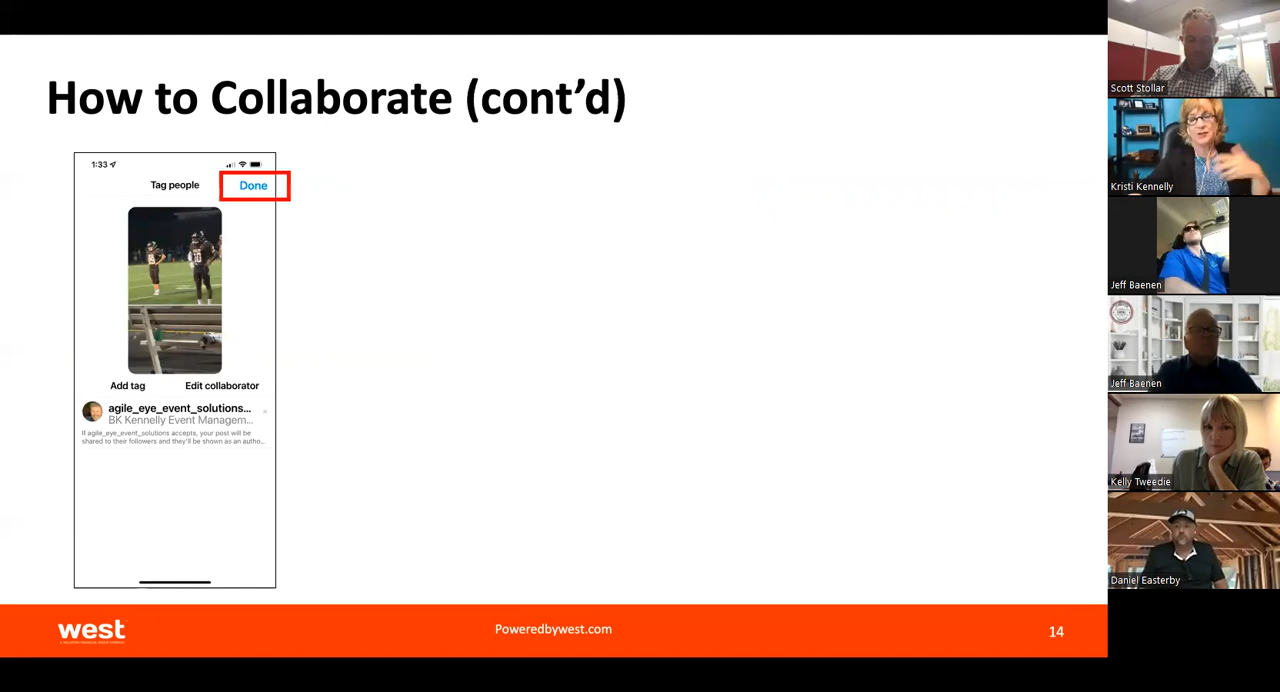 How to Collaborate (cont’d)
1:33
Tag people
Done
Add tag
Edit collaborator
agile_eye_event_solutions...
BK Kennelly Event Managem...
If agile_eye_event_solutions accepts, your post will be
shared to their followers and they'll be shown as an autho...
west
Poweredbywest.com
14
Scott Stollar
Kristi Kennelly
Jeff Baenen
Jeff Baenen
Kelly Tweedie
Daniel Easterby